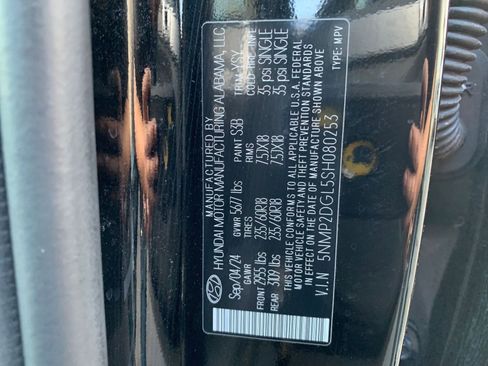 MANUFACTURED BY
HYUNDAI MOTOR MANUFACTURING ALABAMA, LLC
Sep/04/24 GVWR 5677 lbs PAINT S3B TRIM YSY
GAWR TIRES RIMS COLD TIRE INF.
FRONT 2955 lbs 235/60R18 7.5JX18 35 psi SINGLE
REAR 3109 lbs 235/60R18 7.5JX18 35 psi SINGLE
THIS VEHICLE CONFORMS TO ALL APPLICABLE U.S.A. FEDERAL
MOTOR VEHICLE SAFETY AND THEFT PREVENTION STANDARDS
IN EFFECT ON THE DATE OF MANUFACTURE SHOWN ABOVE
V.I.N 5NMP2DGL5SH080253 TYPE: MPV